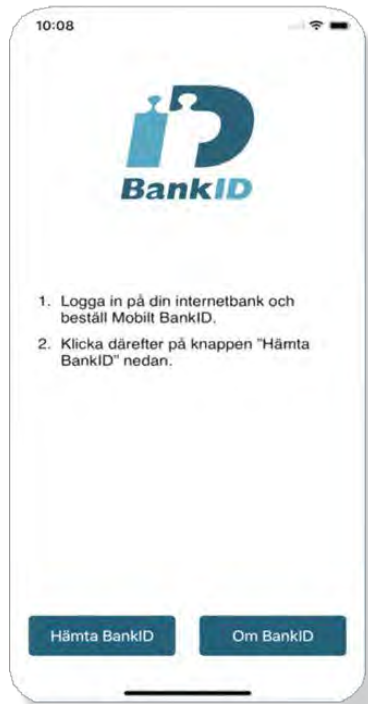 10:08
BankID
1. Logga in på din internetbank och
beställ Mobilt BankID.
2. Klicka därefter på knappen "Hämta
BankID" nedan.
Hämta BankID
Om BankID